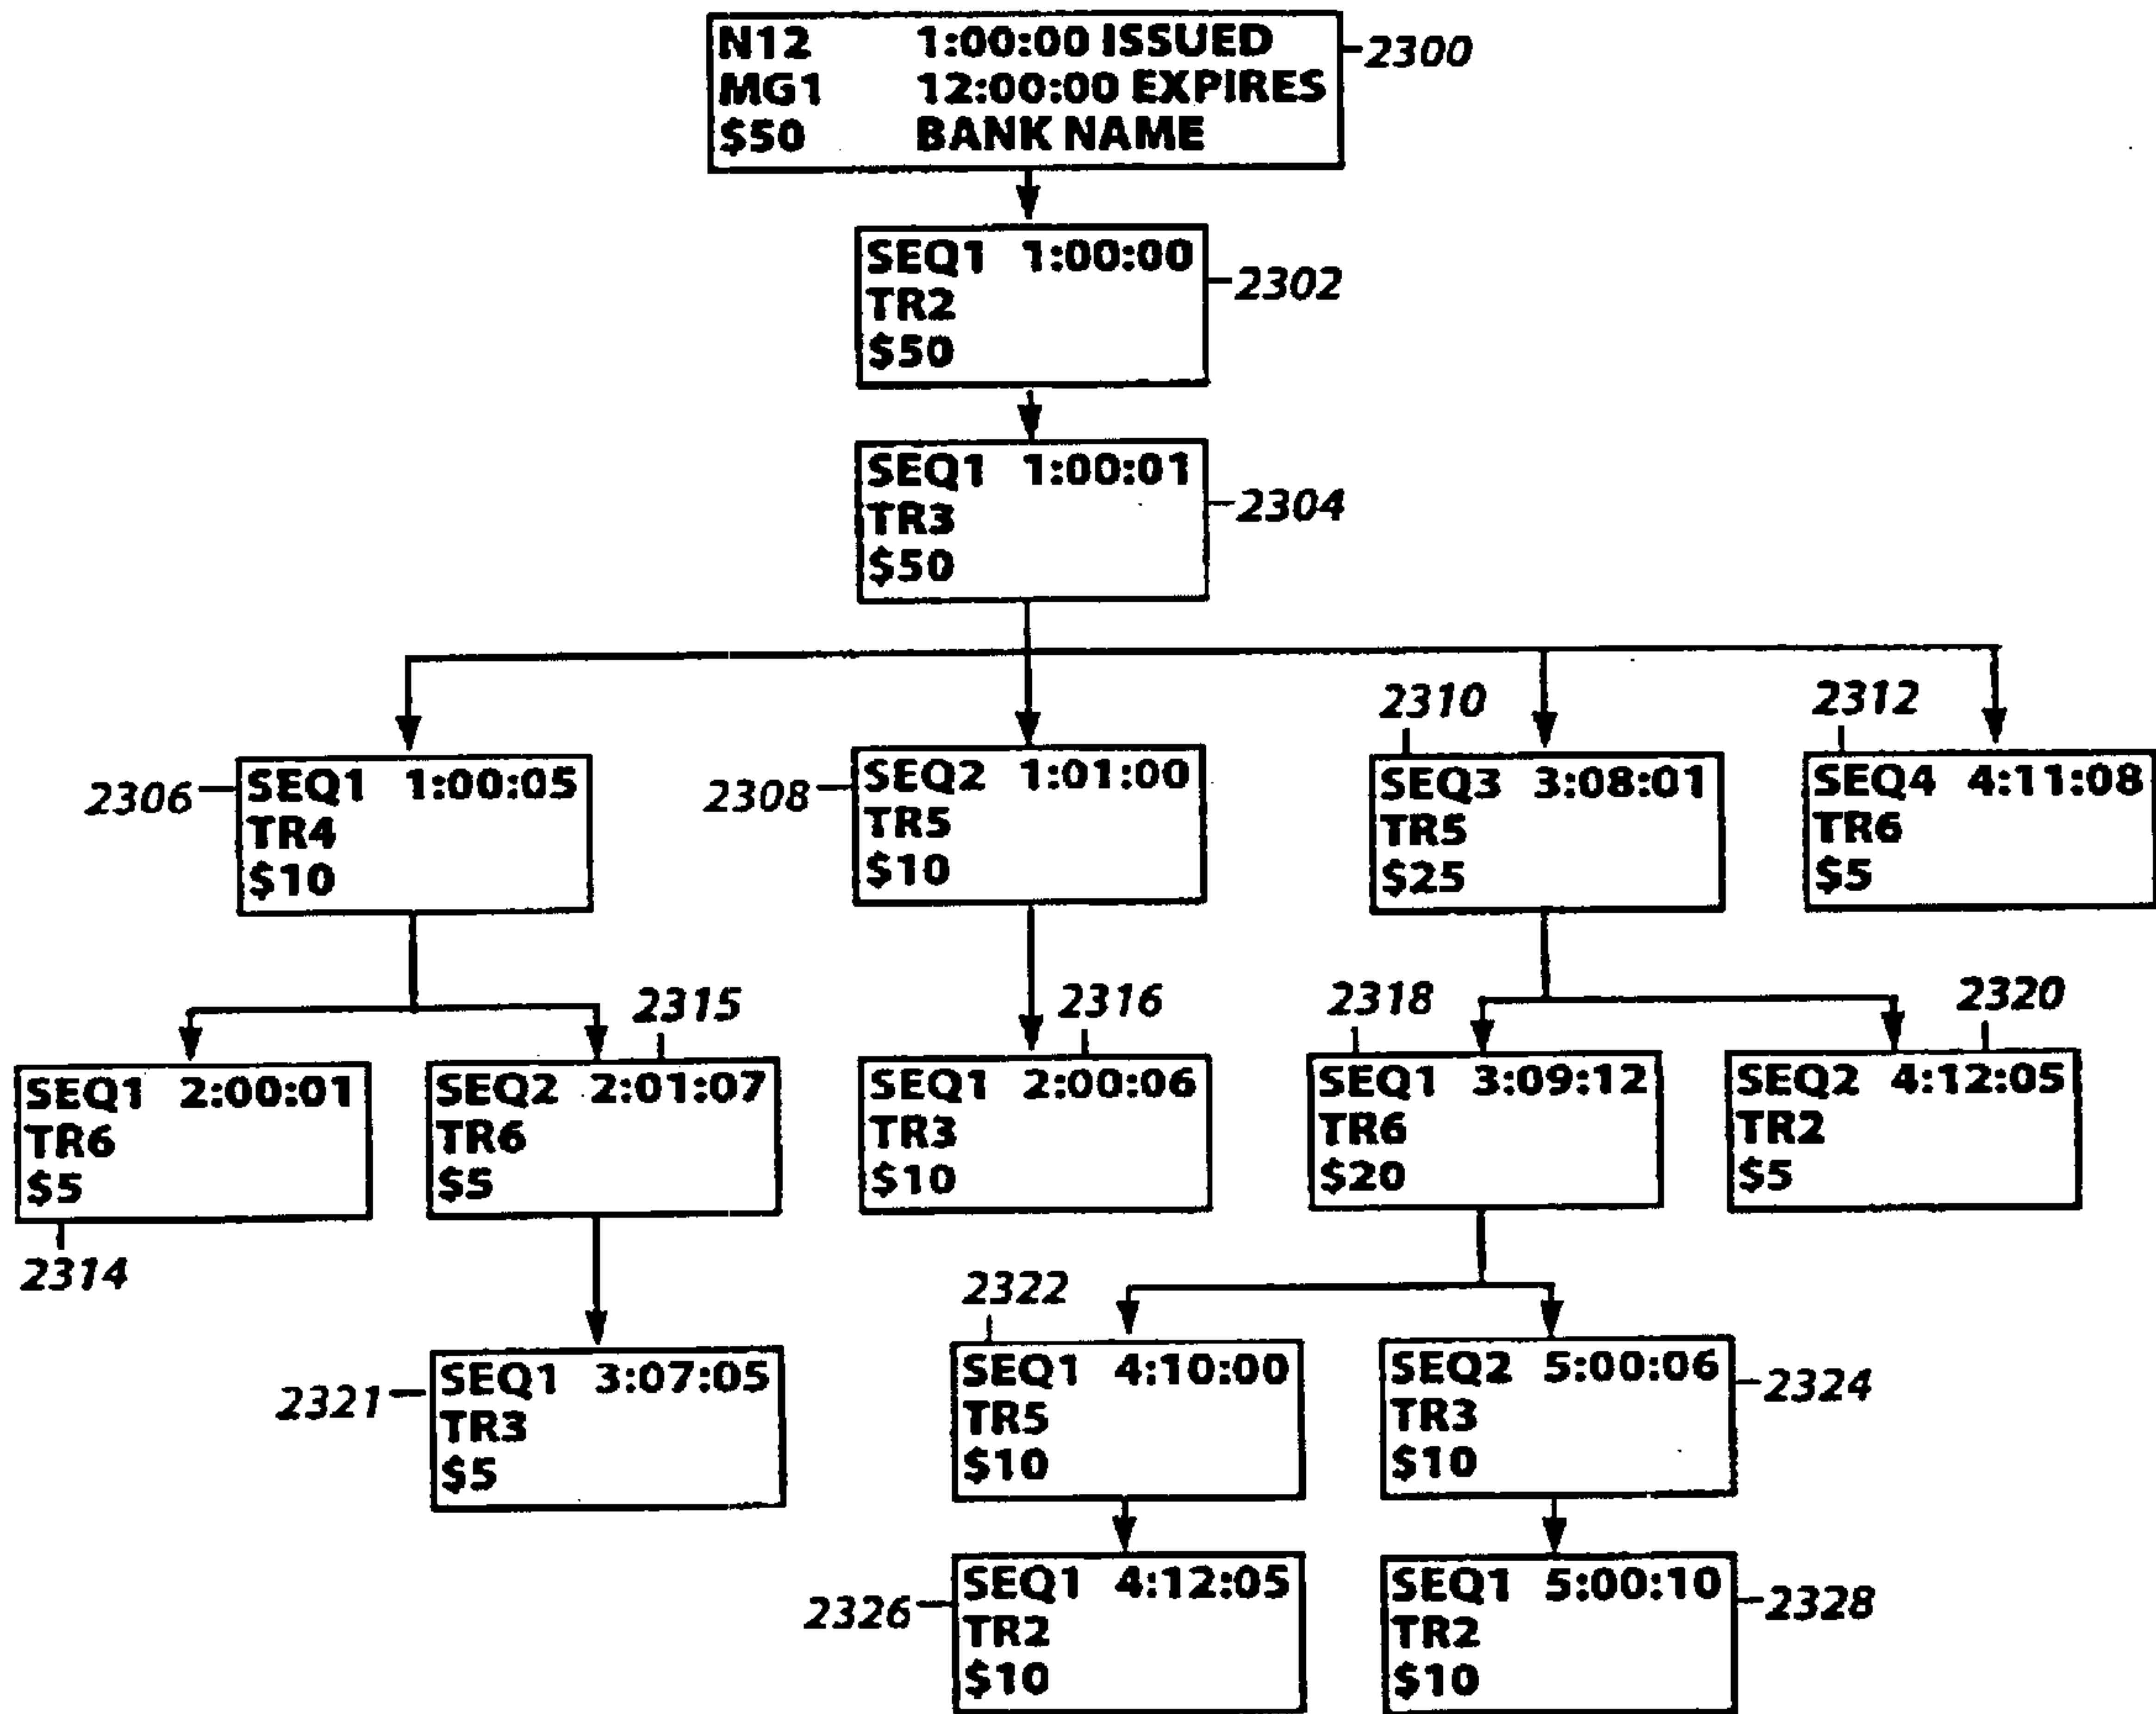 N12 1:00:00 ISSUED
MG1 12:00:00 EXPIRES
$50 BANK NAME
2300
SEQ1 1:00:00
TR2
$50
2302
SEQ1 1:00:01
TR3
$50
2304
2306
SEQ1 1:00:05
TR4
$10
2308
SEQ2 1:01:00
TR5
$10
2310
SEQ3 3:08:01
TR5
$25
2312
SEQ4 4:11:08
TR6
$5
SEQ1 2:00:01
TR6
$5
2314
2315
SEQ2 2:01:07
TR6
$5
2316
SEQ1 2:00:06
TR3
$10
2318
SEQ1 3:09:12
TR6
$20
2320
SEQ2 4:12:05
TR2
$5
2321
SEQ1 3:07:05
TR3
$5
2322
SEQ1 4:10:00
TR5
$10
SEQ2 5:00:06
TR3
$10
2324
2326
SEQ1 4:12:05
TR2
$10
SEQ1 5:00:10
TR2
$10
2328